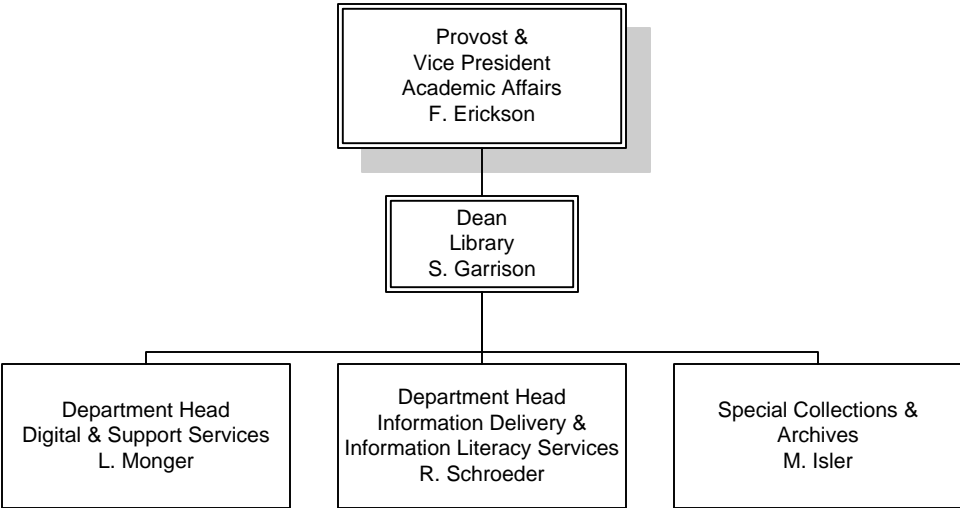 Provost &
Vice President
Academic Affairs
F. Erickson
Dean
Library
S. Garrison
Department Head
Digital & Support Services
L. Monger
Department Head
Information Delivery &
Information Literacy Services
R. Schroeder
Special Collections &
Archives
M. Isler